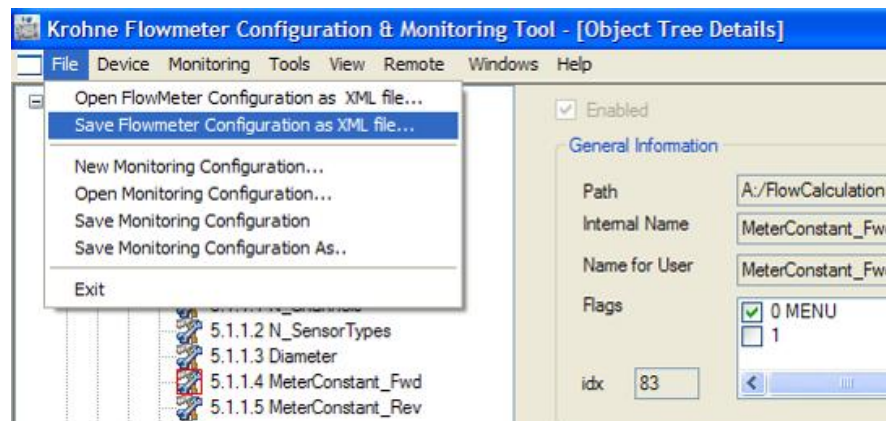 Krohne Flowmeter Configuration & Monitoring Tool - [Object Tree Details]
File Device Monitoring Tools View Remote Windows Help
Open FlowMeter Configuration as XML file...
Save Flowmeter Configuration as XML file...
New Monitoring Configuration...
Open Monitoring Configuration...
Save Monitoring Configuration
Save Monitoring Configuration As..
Exit
5.1.1.2 N_SensorTypes
5.1.1.3 Diameter
5.1.1.4 MeterConstant_Fwd
5.1.1.5 MeterConstant_Rev
Enabled
General Information
Path A:/FlowCalculation
Internal Name MeterConstant_Fw
Name for User MeterConstant_Fw
Flags 0 MENU
1
idx 83